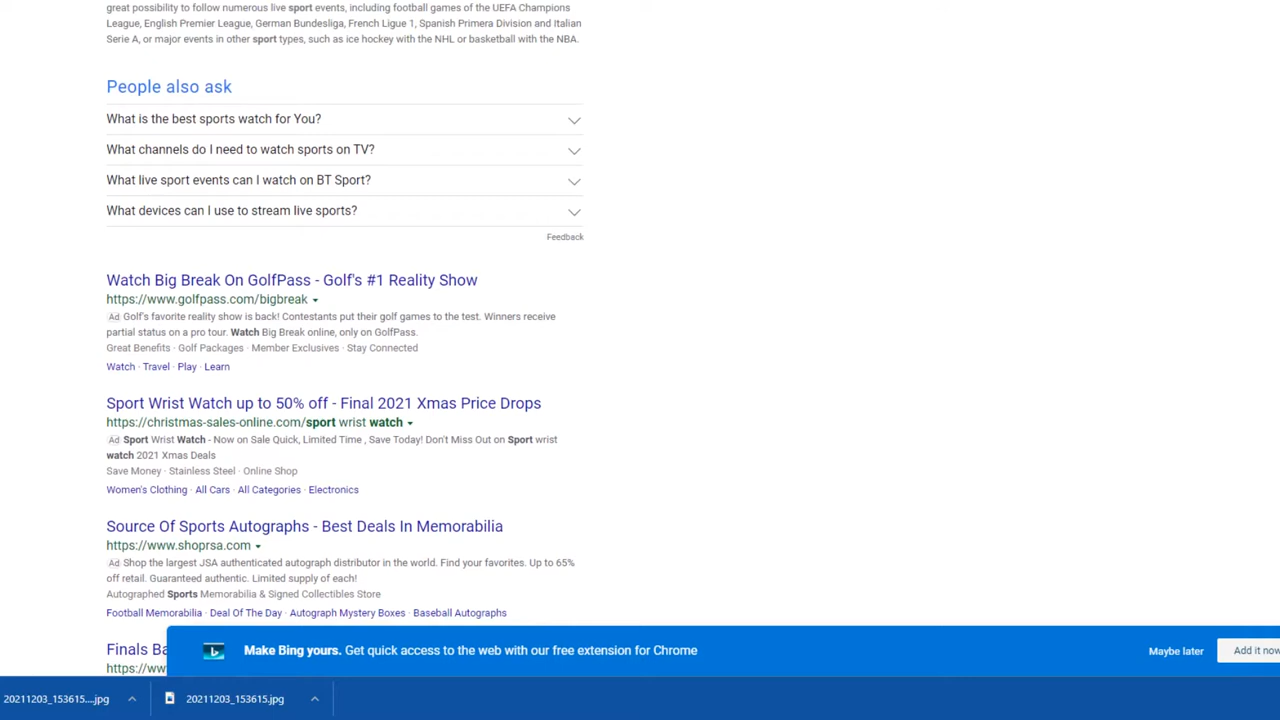 great possibility to follow numerous live sport events, including football games of the UEFA Champions
League, English Premier League, German Bundesliga, French Ligue 1, Spanish Primera Division and Italian
Serie A, or major events in other sport types, such as ice hockey with the NHL or basketball with the NBA.
People also ask
What is the best sports watch for You?
What channels do I need to watch sports on TV?
What live sport events can I watch on BT Sport?
What devices can I use to stream live sports?
Feedback
Watch Big Break On GolfPass - Golf's #1 Reality Show
https://www.golfpass.com/bigbreak
Ad Golf's favorite reality show is back! Contestants put their golf games to the test. Winners receive
partial status on a pro tour. Watch Big Break online, only on GolfPass.
Great Benefits · Golf Packages · Member Exclusives · Stay Connected
Watch · Travel · Play · Learn
Sport Wrist Watch up to 50% off - Final 2021 Xmas Price Drops
https://christmas-sales-online.com/sport wrist watch
Ad Sport Wrist Watch - Now on Sale Quick, Limited Time , Save Today! Don't Miss Out on Sport wrist
watch 2021 Xmas Deals
Save Money · Stainless Steel · Online Shop
Women's Clothing · All Cars · All Categories · Electronics
Source Of Sports Autographs - Best Deals In Memorabilia
https://www.shoprsa.com
Ad Shop the largest JSA authenticated autograph distributor in the world. Find your favorites. Up to 65%
off retail. Guaranteed authentic. Limited supply of each!
Autographed Sports Memorabilia & Signed Collectibles Store
Football Memorabilia · Deal Of The Day · Autograph Mystery Boxes · Baseball Autographs
Finals Ba
https://ww
Make Bing yours. Get quick access to the web with our free extension for Chrome
Maybe later
Add it now
20211203_153615....jpg
20211203_153615.jpg